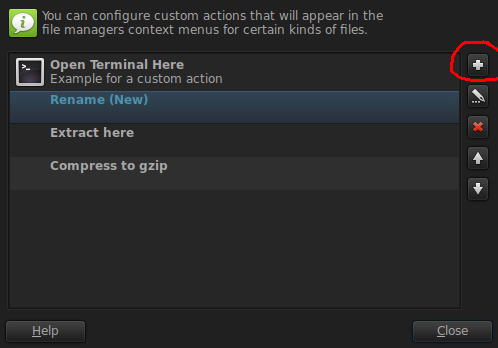 You can configure custom actions that will appear in the
file managers context menus for certain kinds of files.
Open Terminal Here
Example for a custom action
Rename (New)
Extract here
Compress to gzip
Help
Close